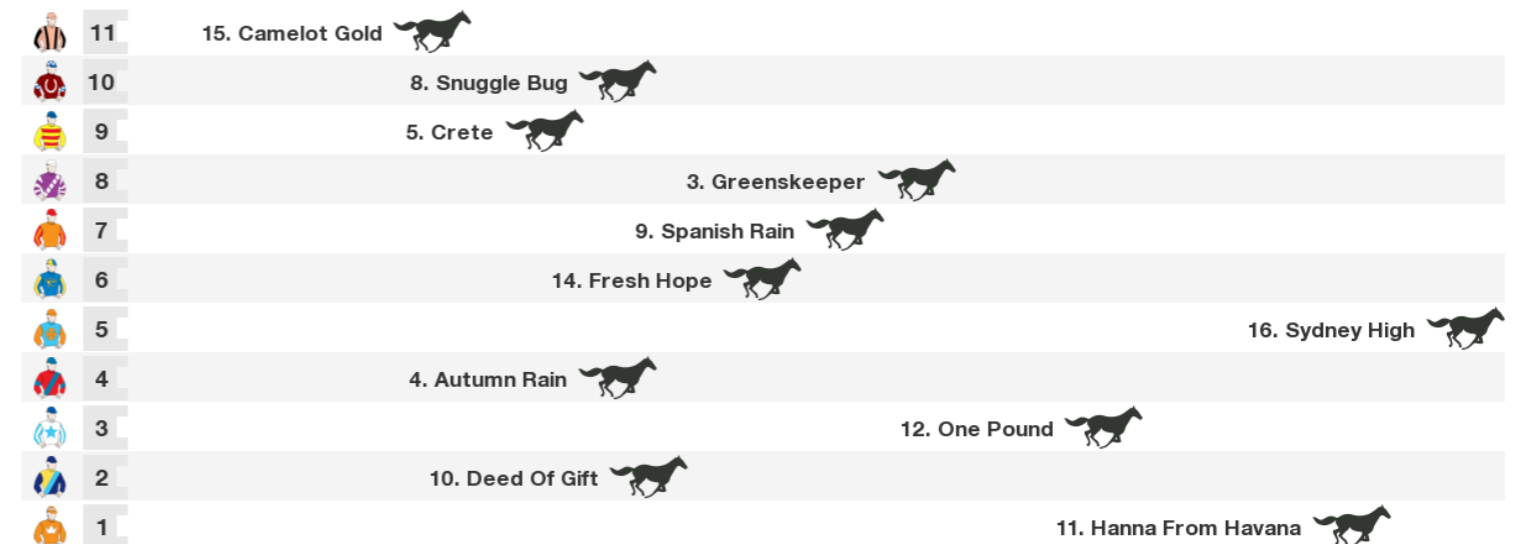 11 15. Camelot Gold
10 8. Snuggle Bug
9 5. Crete
8 3. Greenskeeper
7 9. Spanish Rain
6 14. Fresh Hope
5 16. Sydney High
4 4. Autumn Rain
3 12. One Pound
2 10. Deed Of Gift
1 11. Hanna From Havana